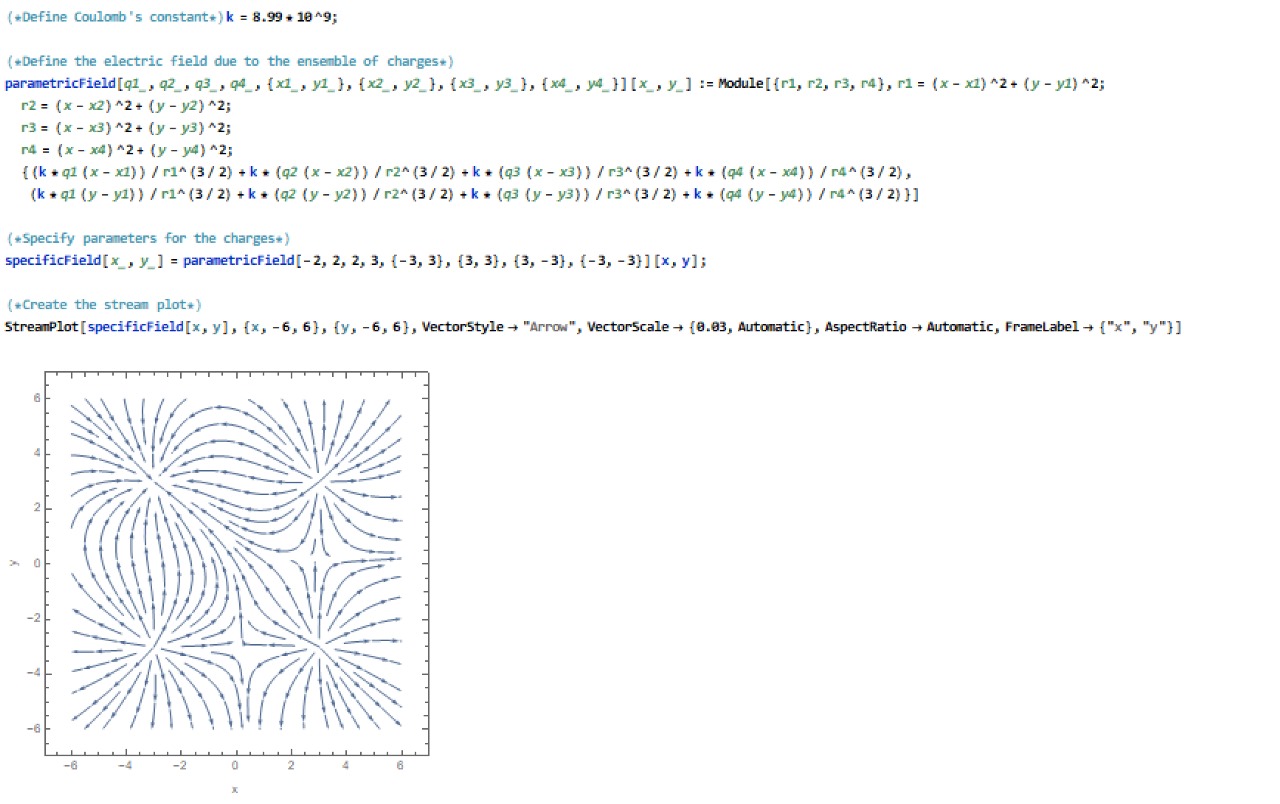 (*Define Coulomb's constant*)k = 8.99*10^9;
(*Define the electric field due to the ensemble of charges*)
parametricField[q1_, q2_, q3_, q4_, {x1_, y1_}, {x2_, y2_}, {x3_, y3_}, {x4_, y4_}][x_, y_] := Module[{r1, r2, r3, r4}, r1 = (x - x1)^2 + (y - y1)^2;
r2 = (x - x2)^2 + (y - y2)^2;
r3 = (x - x3)^2 + (y - y3)^2;
r4 = (x - x4)^2 + (y - y4)^2;
{(k*q1 (x - x1)) / r1^(3/2) + k*(q2 (x - x2)) / r2^(3/2) + k*(q3 (x - x3)) / r3^(3/2) + k*(q4 (x - x4)) / r4^(3/2),
(k*q1 (y - y1)) / r1^(3/2) + k*(q2 (y - y2)) / r2^(3/2) + k*(q3 (y - y3)) / r3^(3/2) + k*(q4 (y - y4)) / r4^(3/2)}]
(*Specify parameters for the charges*)
specificField[x_, y_] = parametricField[-2, 2, 2, 3, {-3, 3}, {3, 3}, {3, -3}, {-3, -3}][x, y];
(*Create the stream plot*)
StreamPlot[specificField[x, y], {x, -6, 6}, {y, -6, 6}, VectorStyle → "Arrow", VectorScale → {0.03, Automatic}, AspectRatio → Automatic, FrameLabel → {"x", "y"}]
6
4
2
y
0
-2
-4
-6
-6 -4 -2 0 2 4 6
x